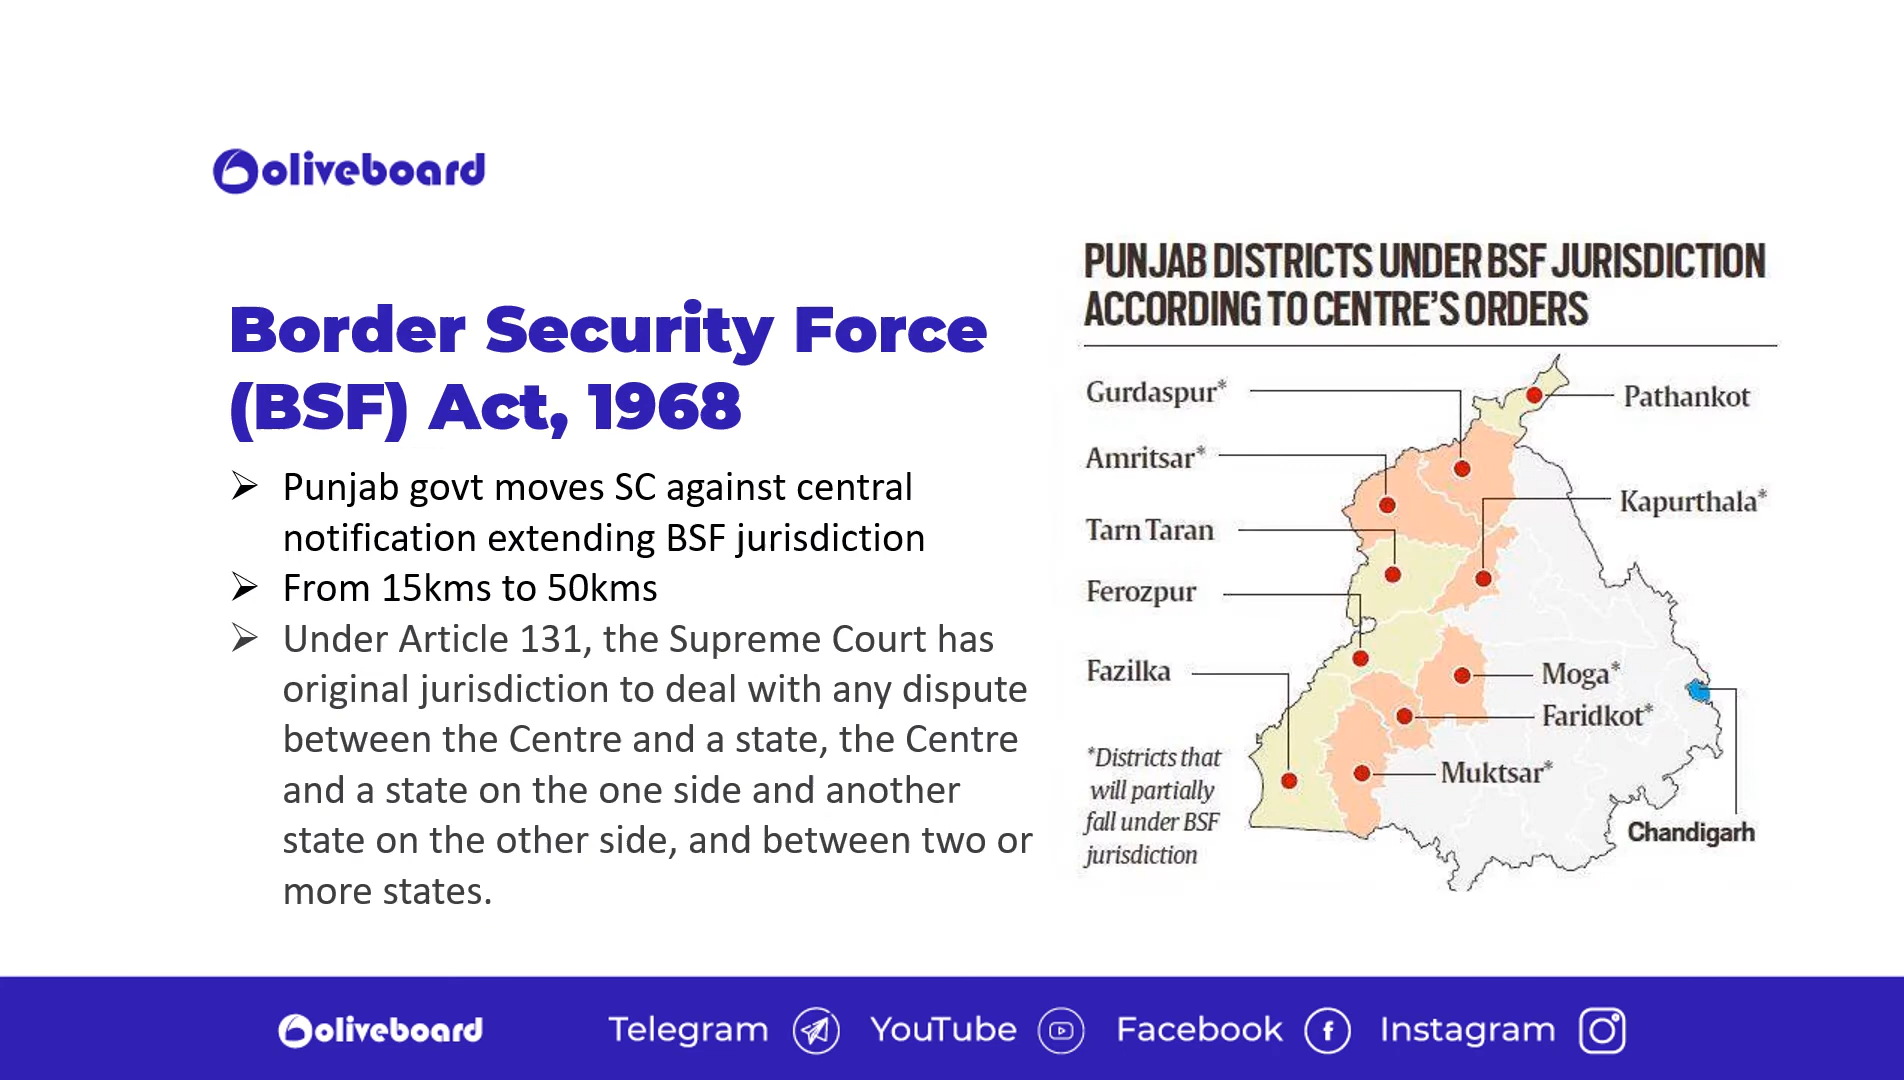 oliveboard
Border Security Force
(BSF) Act, 1968
➢ Punjab govt moves SC against central
notification extending BSF jurisdiction
➢ From 15kms to 50kms
➢ Under Article 131, the Supreme Court has
original jurisdiction to deal with any dispute
between the Centre and a state, the Centre
and a state on the one side and another
state on the other side, and between two or
more states.
PUNJAB DISTRICTS UNDER BSF JURISDICTION
ACCORDING TO CENTRE'S ORDERS
Gurdaspur*
Pathankot
Amritsar*
Kapurthala*
Tarn Taran
Ferozpur
Fazilka
Moga*
Faridkot*
Muktsar*
*Districts that
will partially
fall under BSF
jurisdiction
Chandigarh
oliveboard
Telegram
YouTube
Facebook
Instagram